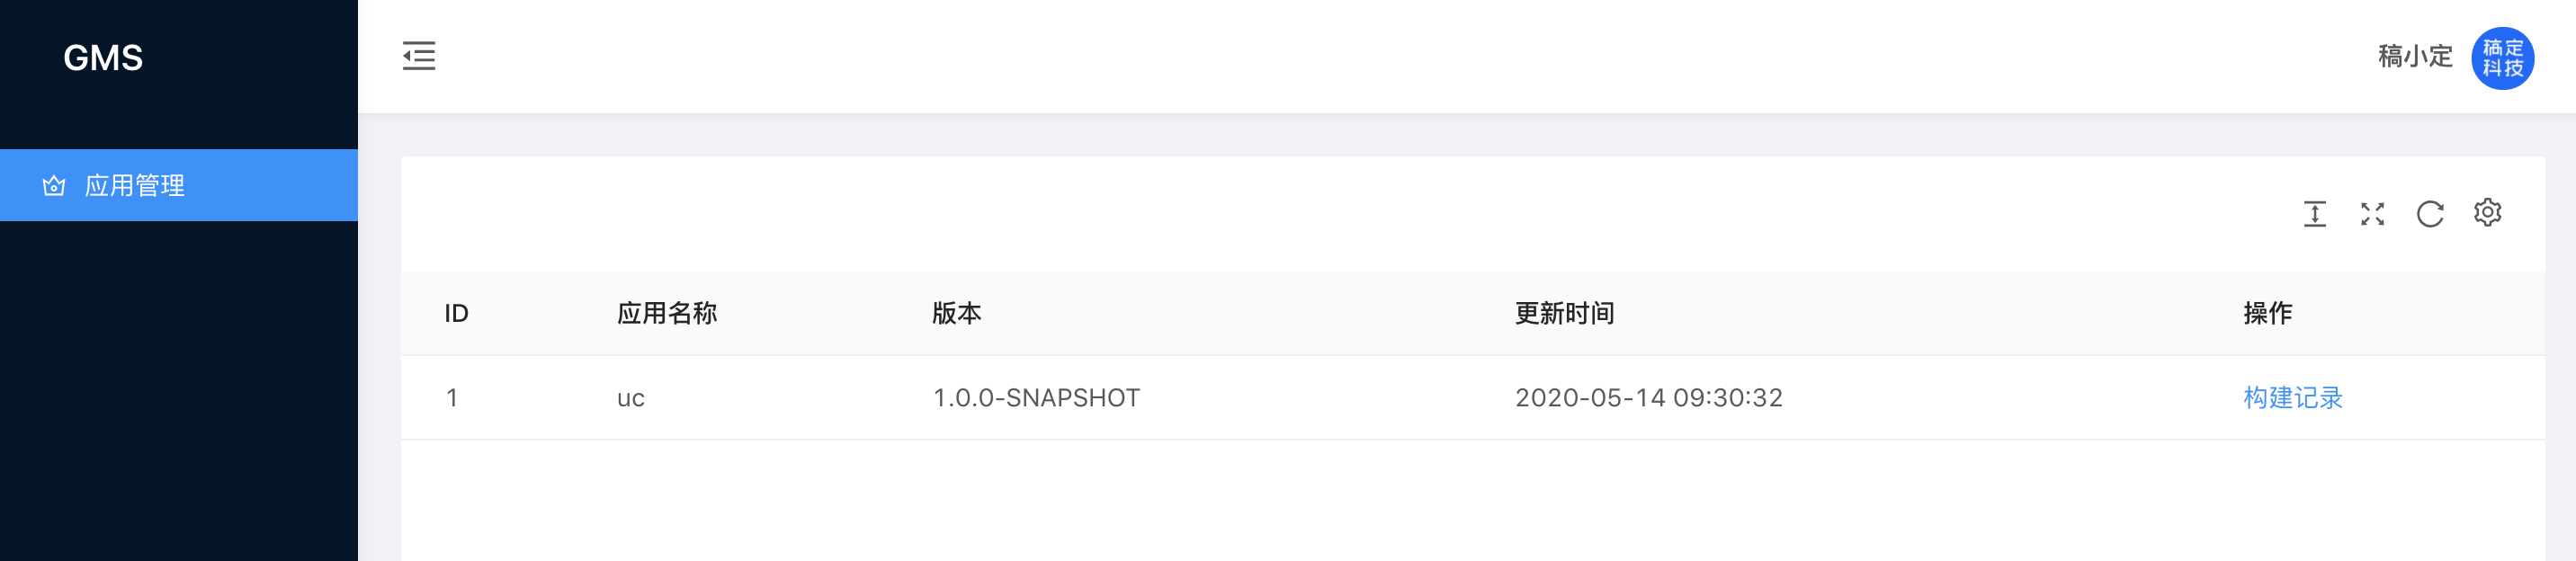 GMS
稿小定
稿定
科技
应用管理
ID 应用名称 版本 更新时间 操作
1 uc 1.0.0-SNAPSHOT 2020-05-14 09:30:32 构建记录